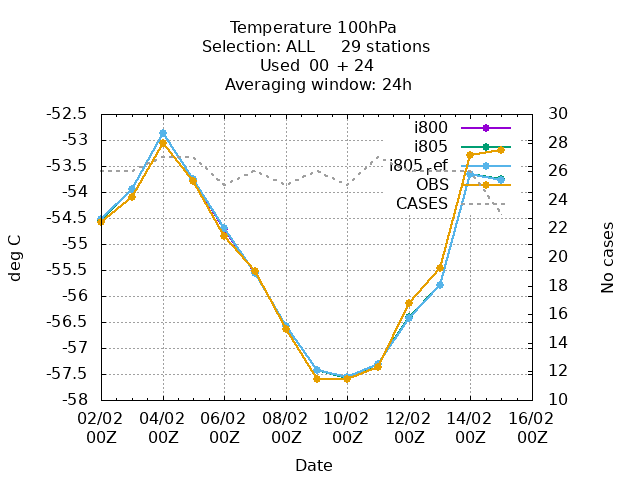 Temperature 100hPa
Selection: ALL     29 stations
Used  00  + 24
Averaging window: 24h
-52.5
-53
-53.5
-54
-54.5
-55
-55.5
-56
-56.5
-57
-57.5
-58
deg C
30
28
26
24
22
20
18
16
14
12
10
No cases
i800
i805
i805_ef
OBS
CASES
02/02 04/02 06/02 08/02 10/02 12/02 14/02 16/02
00Z 00Z 00Z 00Z 00Z 00Z 00Z 00Z
Date